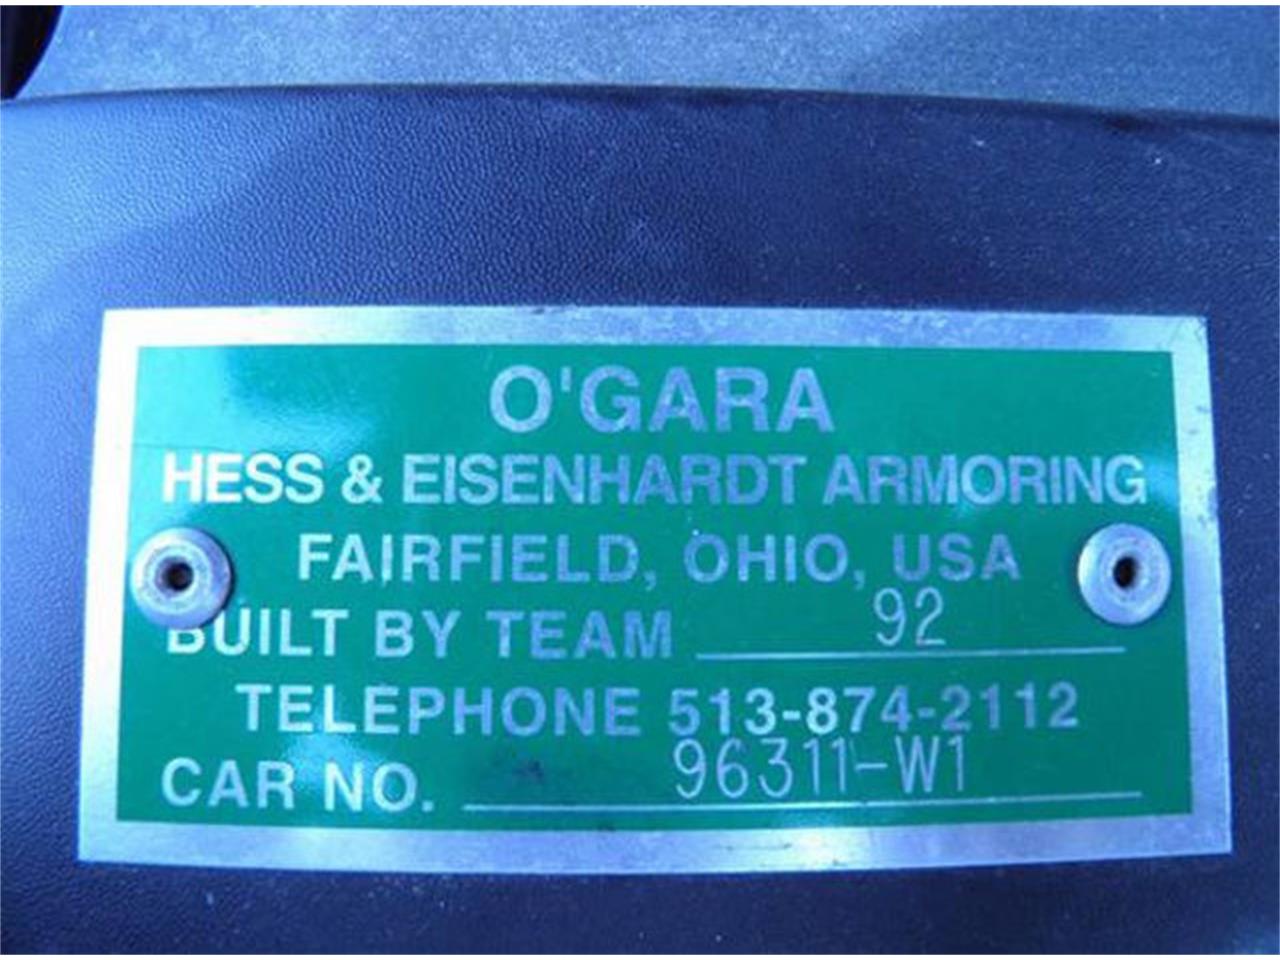 O'GARA
HESS & EISENHARDT ARMORING
FAIRFIELD, OHIO, USA
BUILT BY TEAM 92
TELEPHONE 513-874-2112
CAR NO. 96311-W1